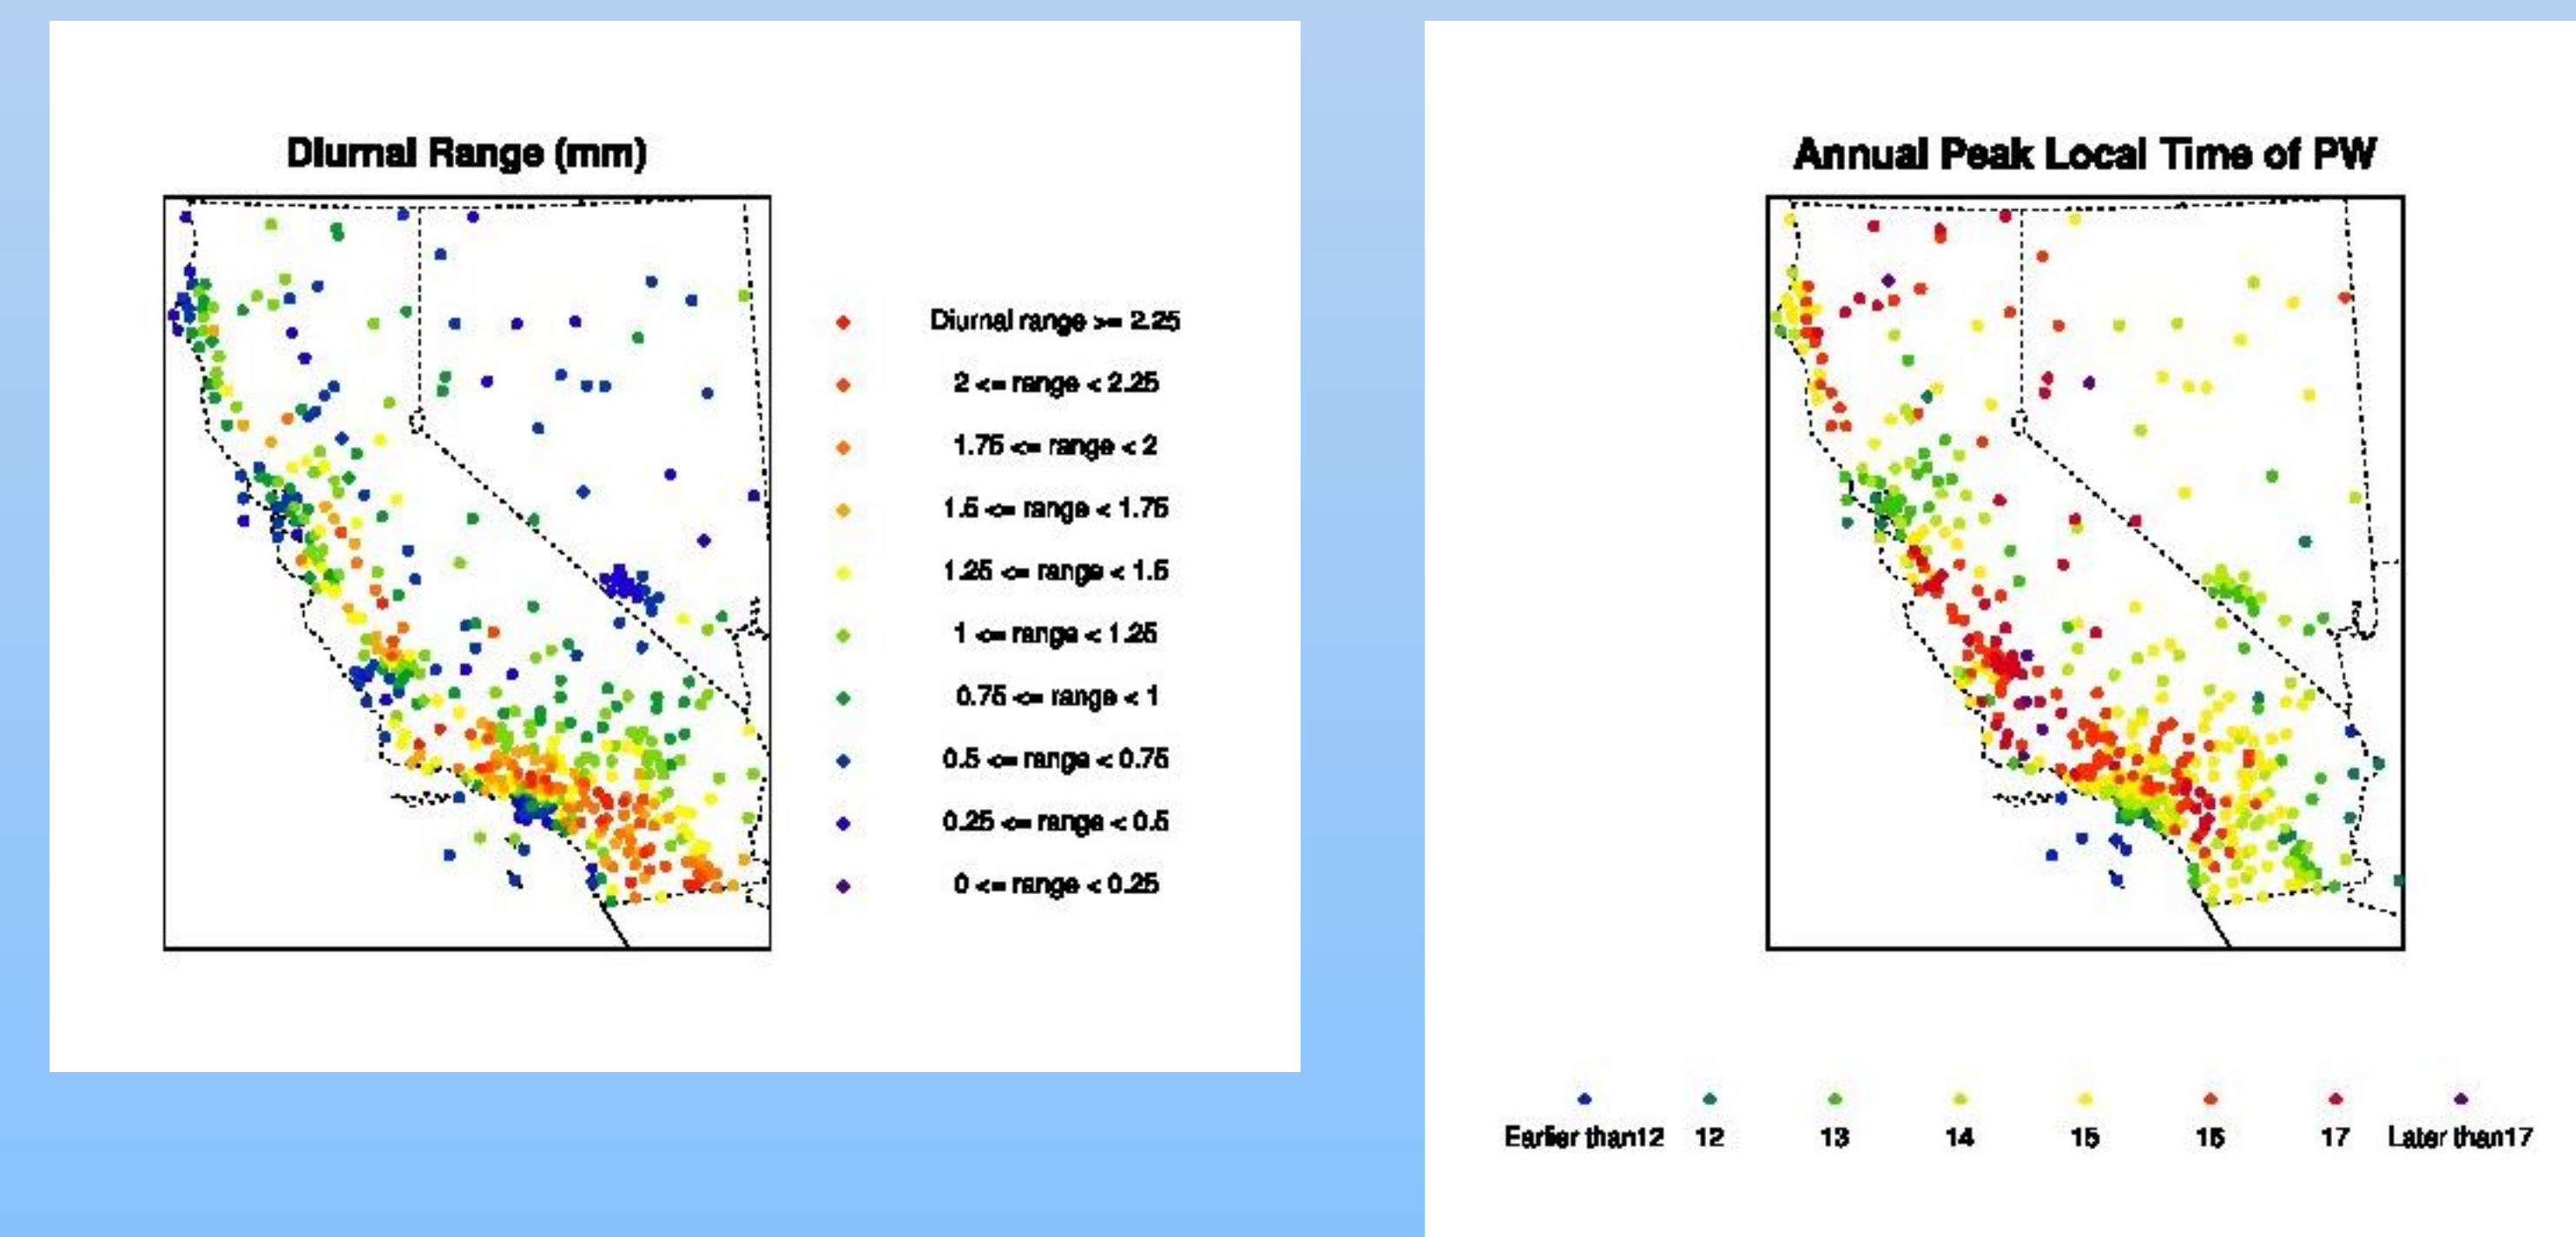 Diurnal Range (mm)
Diurnal range >= 2.25
2 <= range < 2.25
1.75 <= range < 2
1.5 <= range < 1.75
1.25 <= range < 1.5
1 <= range < 1.25
0.75 <= range < 1
0.5 <= range < 0.75
0.25 <= range < 0.5
0 <= range < 0.25
Annual Peak Local Time of PW
Earlier than12 12 13 14 15 16 17 Later than17